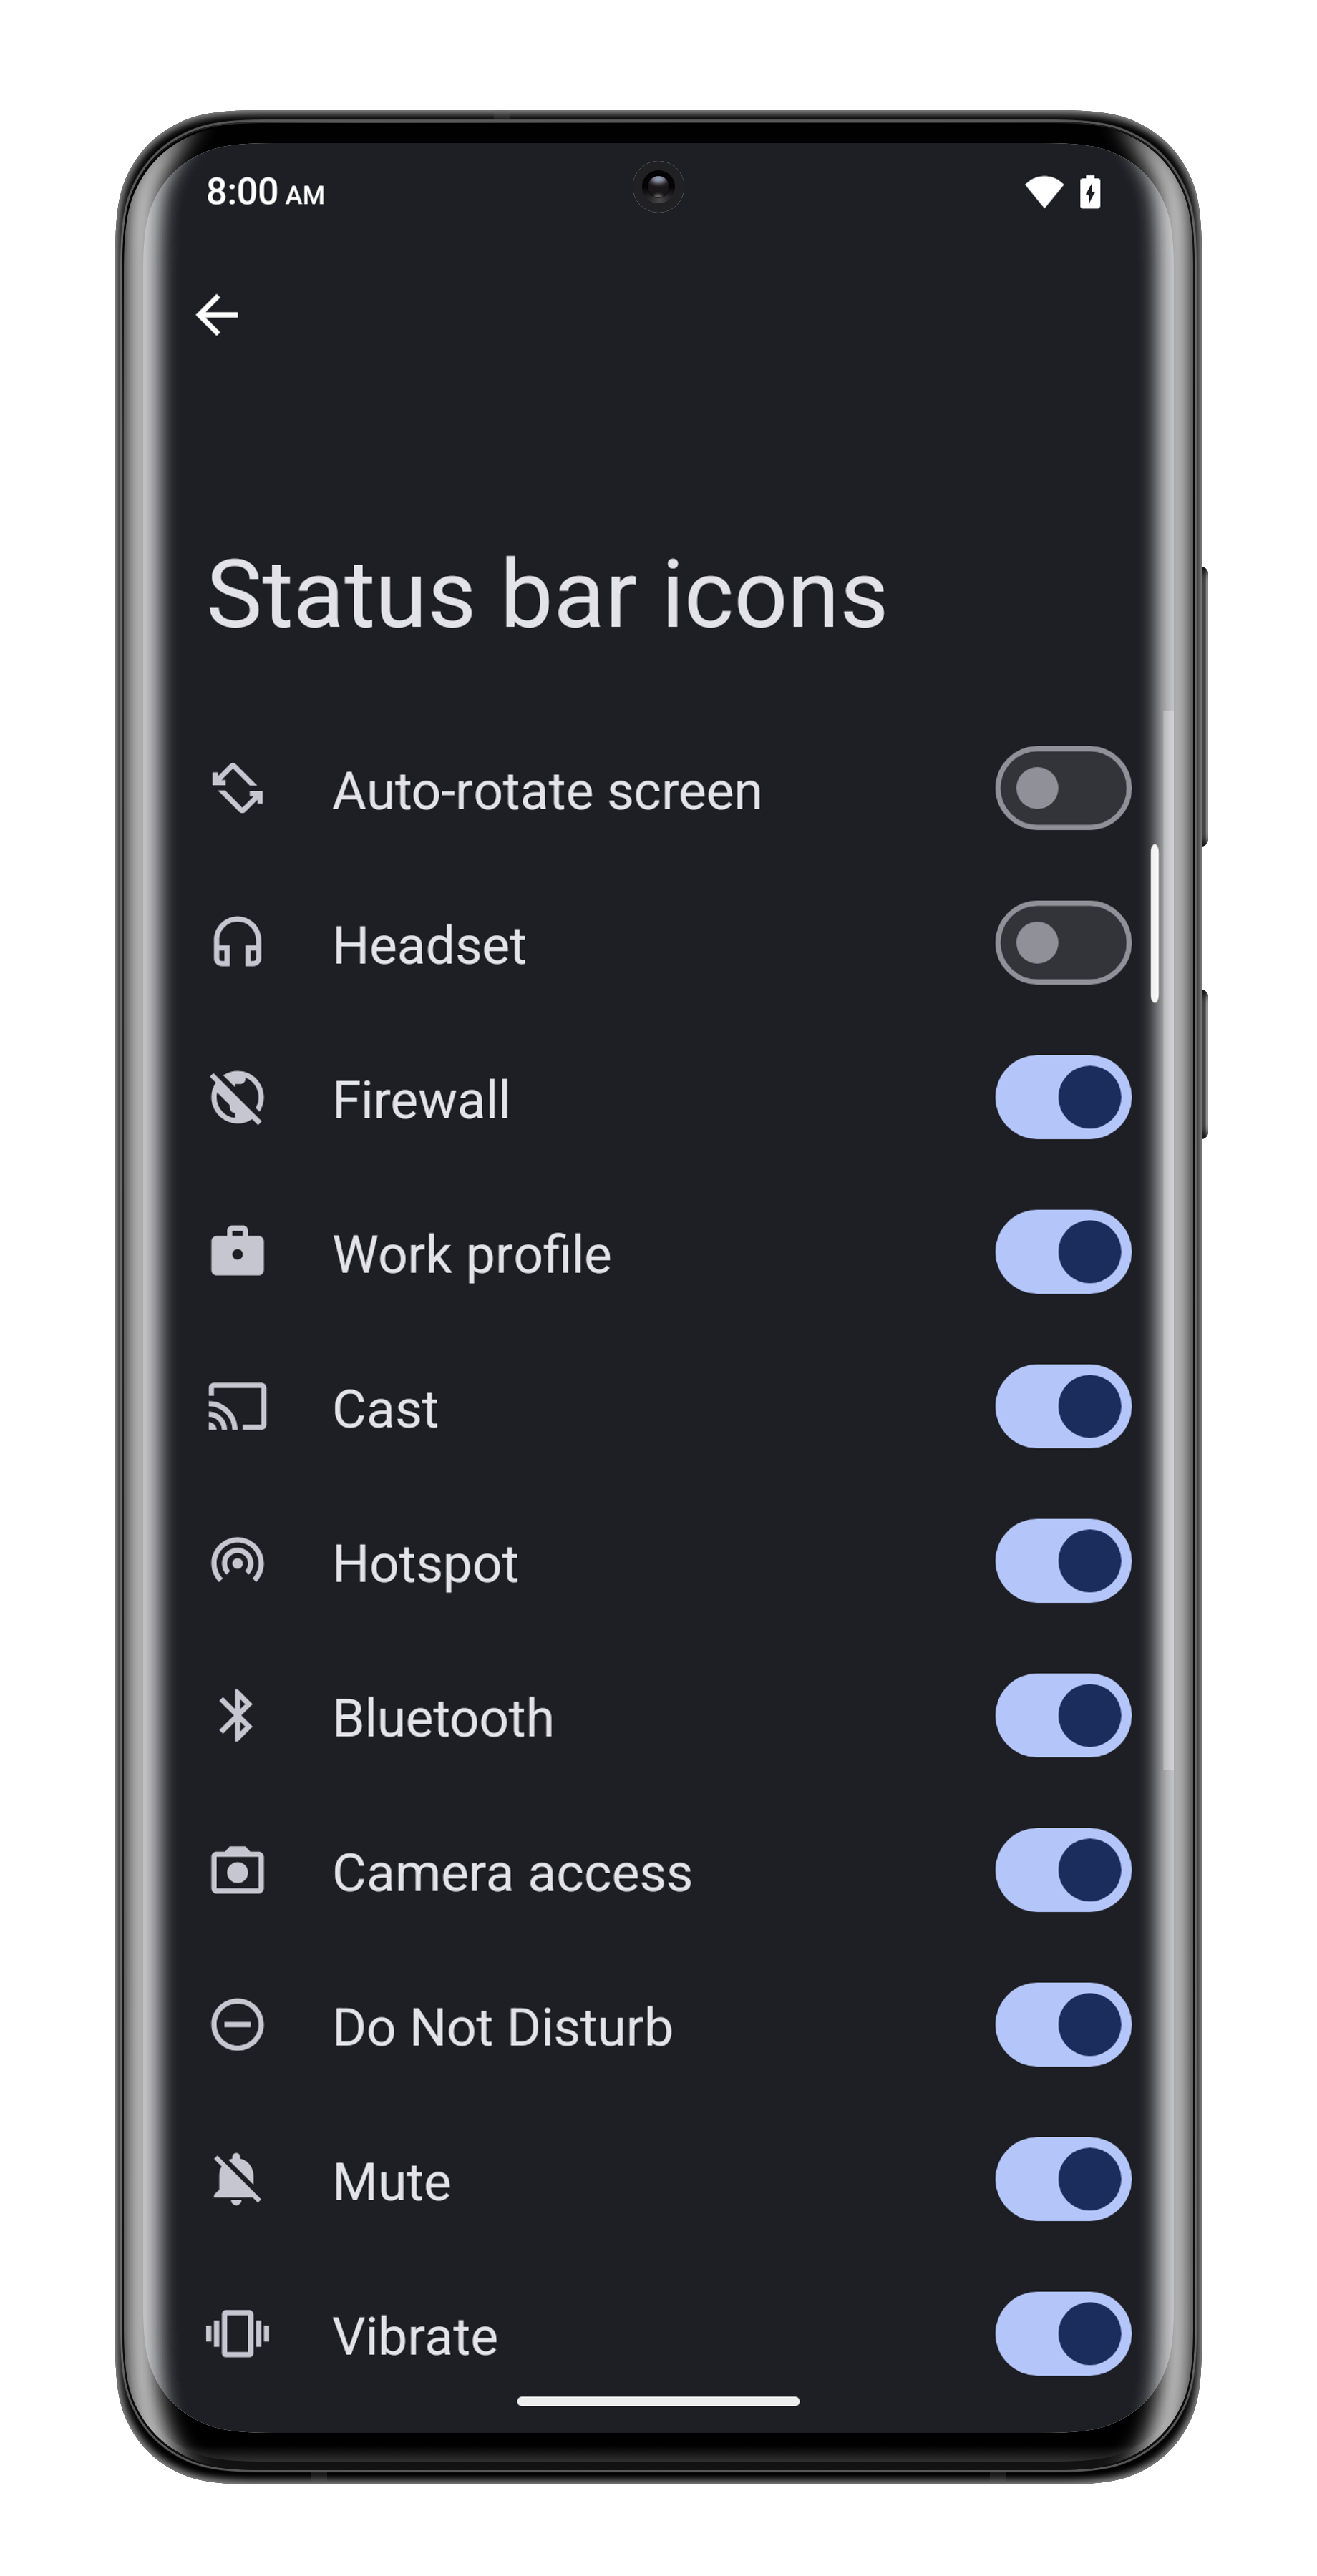 8:00 AM
Status bar icons
Auto-rotate screen
Headset
Firewall
Work profile
Cast
Hotspot
Bluetooth
Camera access
Do Not Disturb
Mute
Vibrate